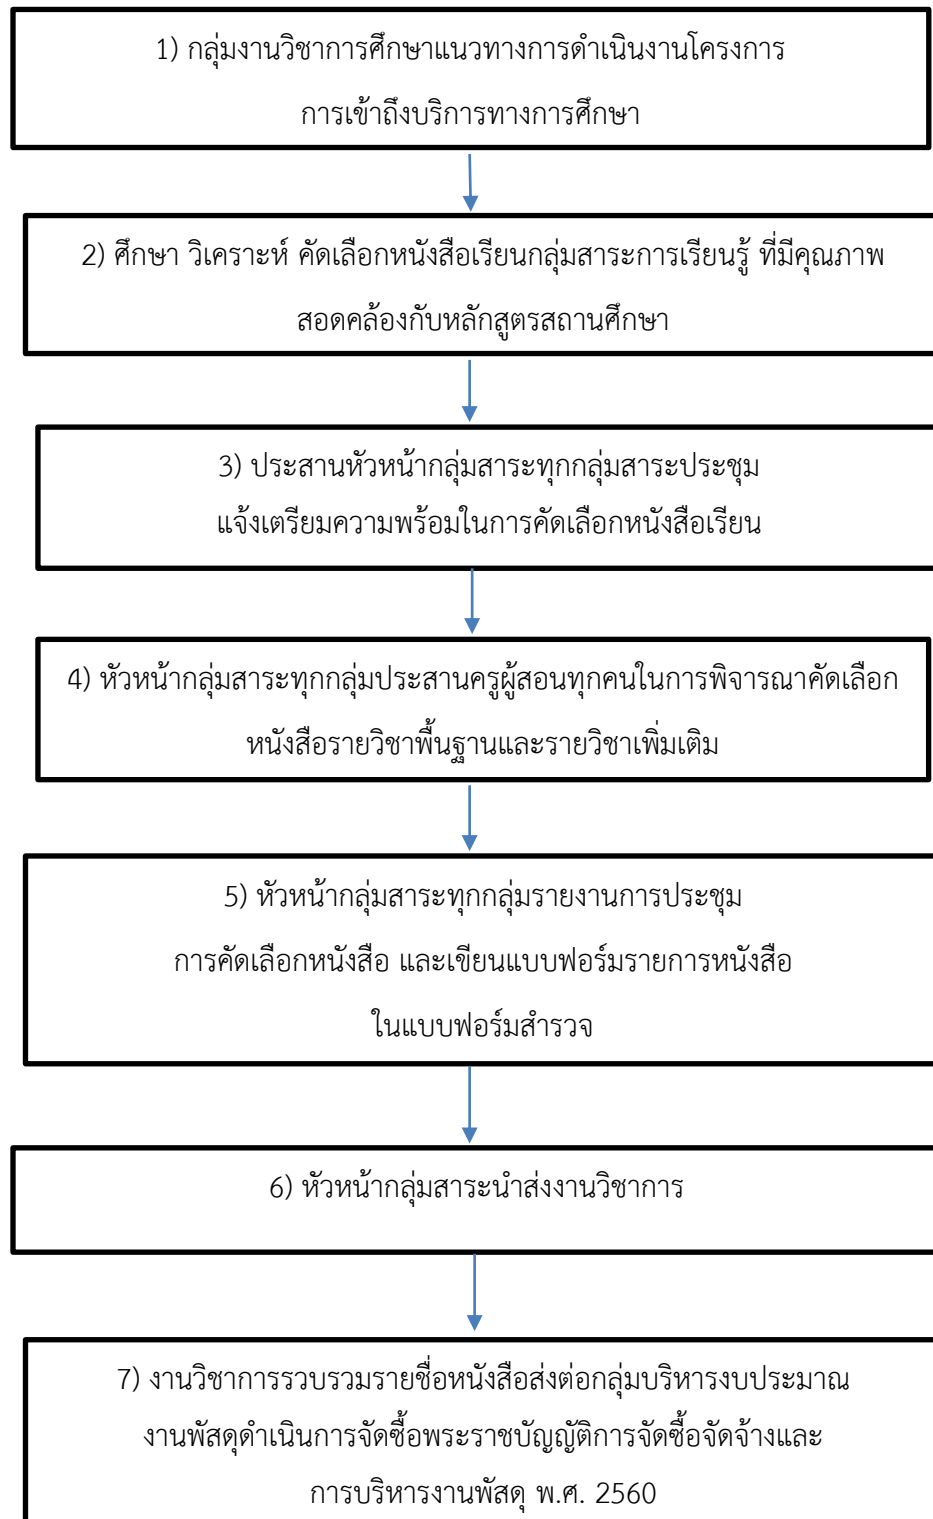 1) กลุ่มงานวิชาการศึกษาแนวทางการดำเนินงานโครงการ
การเข้าถึงบริการทางการศึกษา
2) ศึกษา วิเคราะห์ คัดเลือกหนังสือเรียนกลุ่มสาระการเรียนรู้ ที่มีคุณภาพ
สอดคล้องกับหลักสูตรสถานศึกษา
3) ประสานหัวหน้ากลุ่มสาระทุกกลุ่มสาระประชุม
แจ้งเตรียมความพร้อมในการคัดเลือกหนังสือเรียน
4) หัวหน้ากลุ่มสาระทุกกลุ่มประสานครูผู้สอนทุกคนในการพิจารณาคัดเลือก
หนังสือรายวิชาพื้นฐานและรายวิชาเพิ่มเติม
5) หัวหน้ากลุ่มสาระทุกกลุ่มรายงานการประชุม
การคัดเลือกหนังสือ และเขียนแบบฟอร์มรายการหนังสือ
ในแบบฟอร์มสำรวจ
6) หัวหน้ากลุ่มสาระนำส่งงานวิชาการ
7) งานวิชาการรวบรวมรายชื่อหนังสือส่งต่อกลุ่มบริหารงบประมาณ
งานพัสดุดำเนินการจัดซื้อพระราชบัญญัติการจัดซื้อจัดจ้างและ
การบริหารงานพัสดุ พ.ศ. 2560